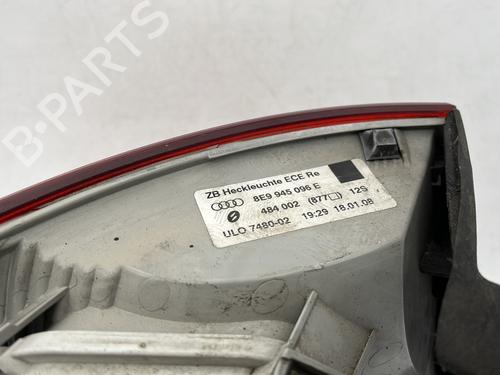 ZB Heckleuchte ECE Re
8E9 945 096 E
484 002 (877) 12S
ULO 7480-02 19:29 18.01.08
B-PARTS